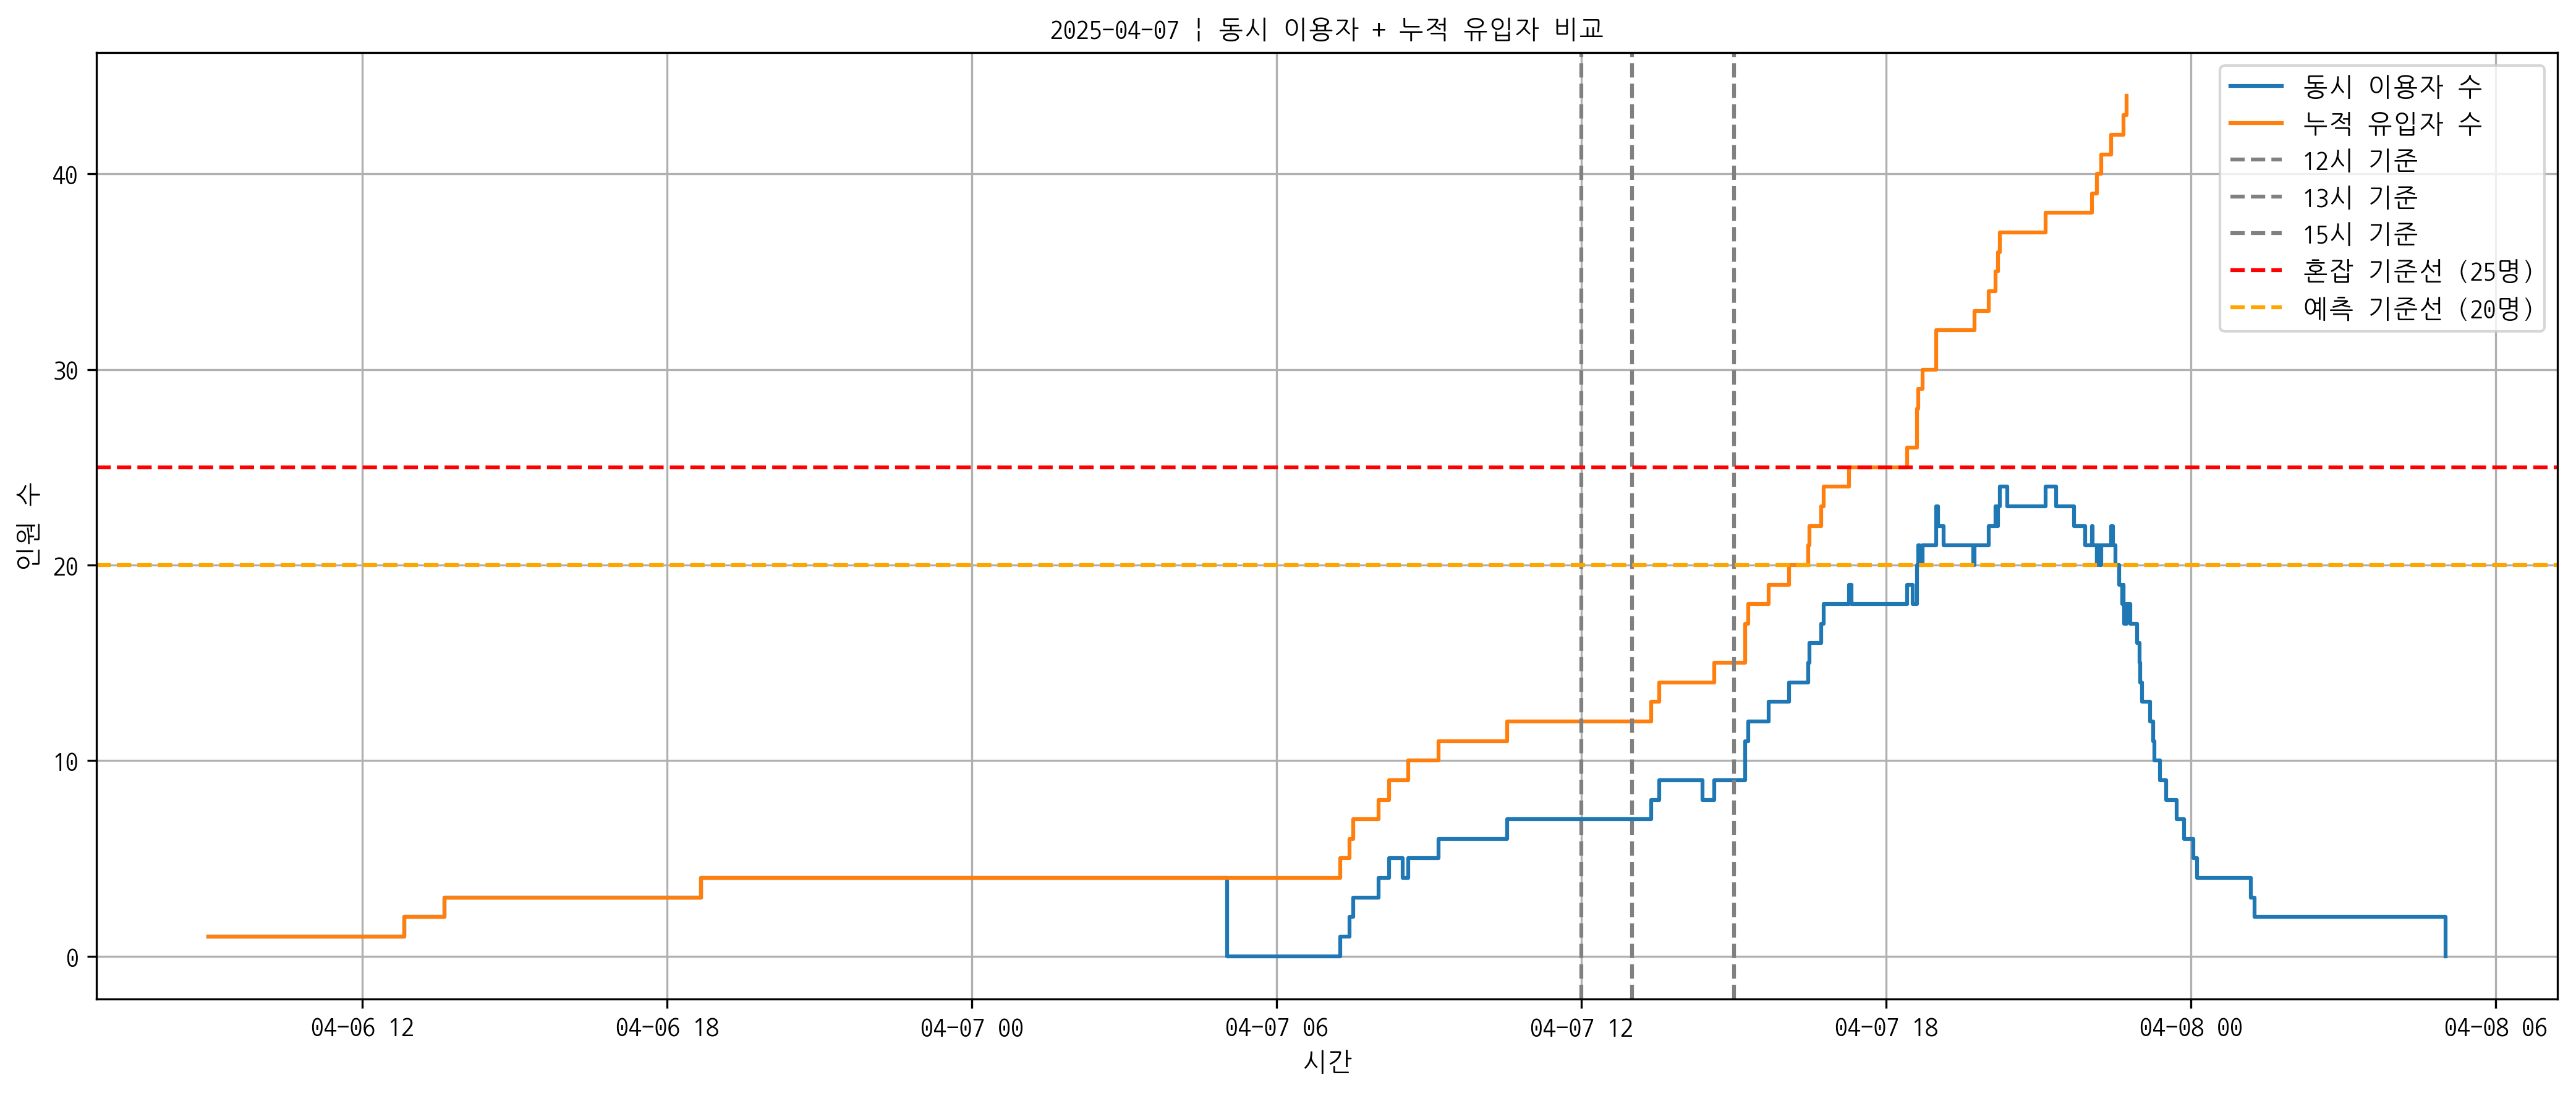 2025-04-07 | 동시 이용자 + 누적 유입자 비교
동시 이용자 수
누적 유입자 수
12시 기준
13시 기준
15시 기준
혼잡 기준선 (25명)
예측 기준선 (20명)
인원 수
40
30
20
10
0
04-06 12
04-06 18
04-07 00
04-07 06
04-07 12
04-07 18
04-08 00
04-08 06
시간